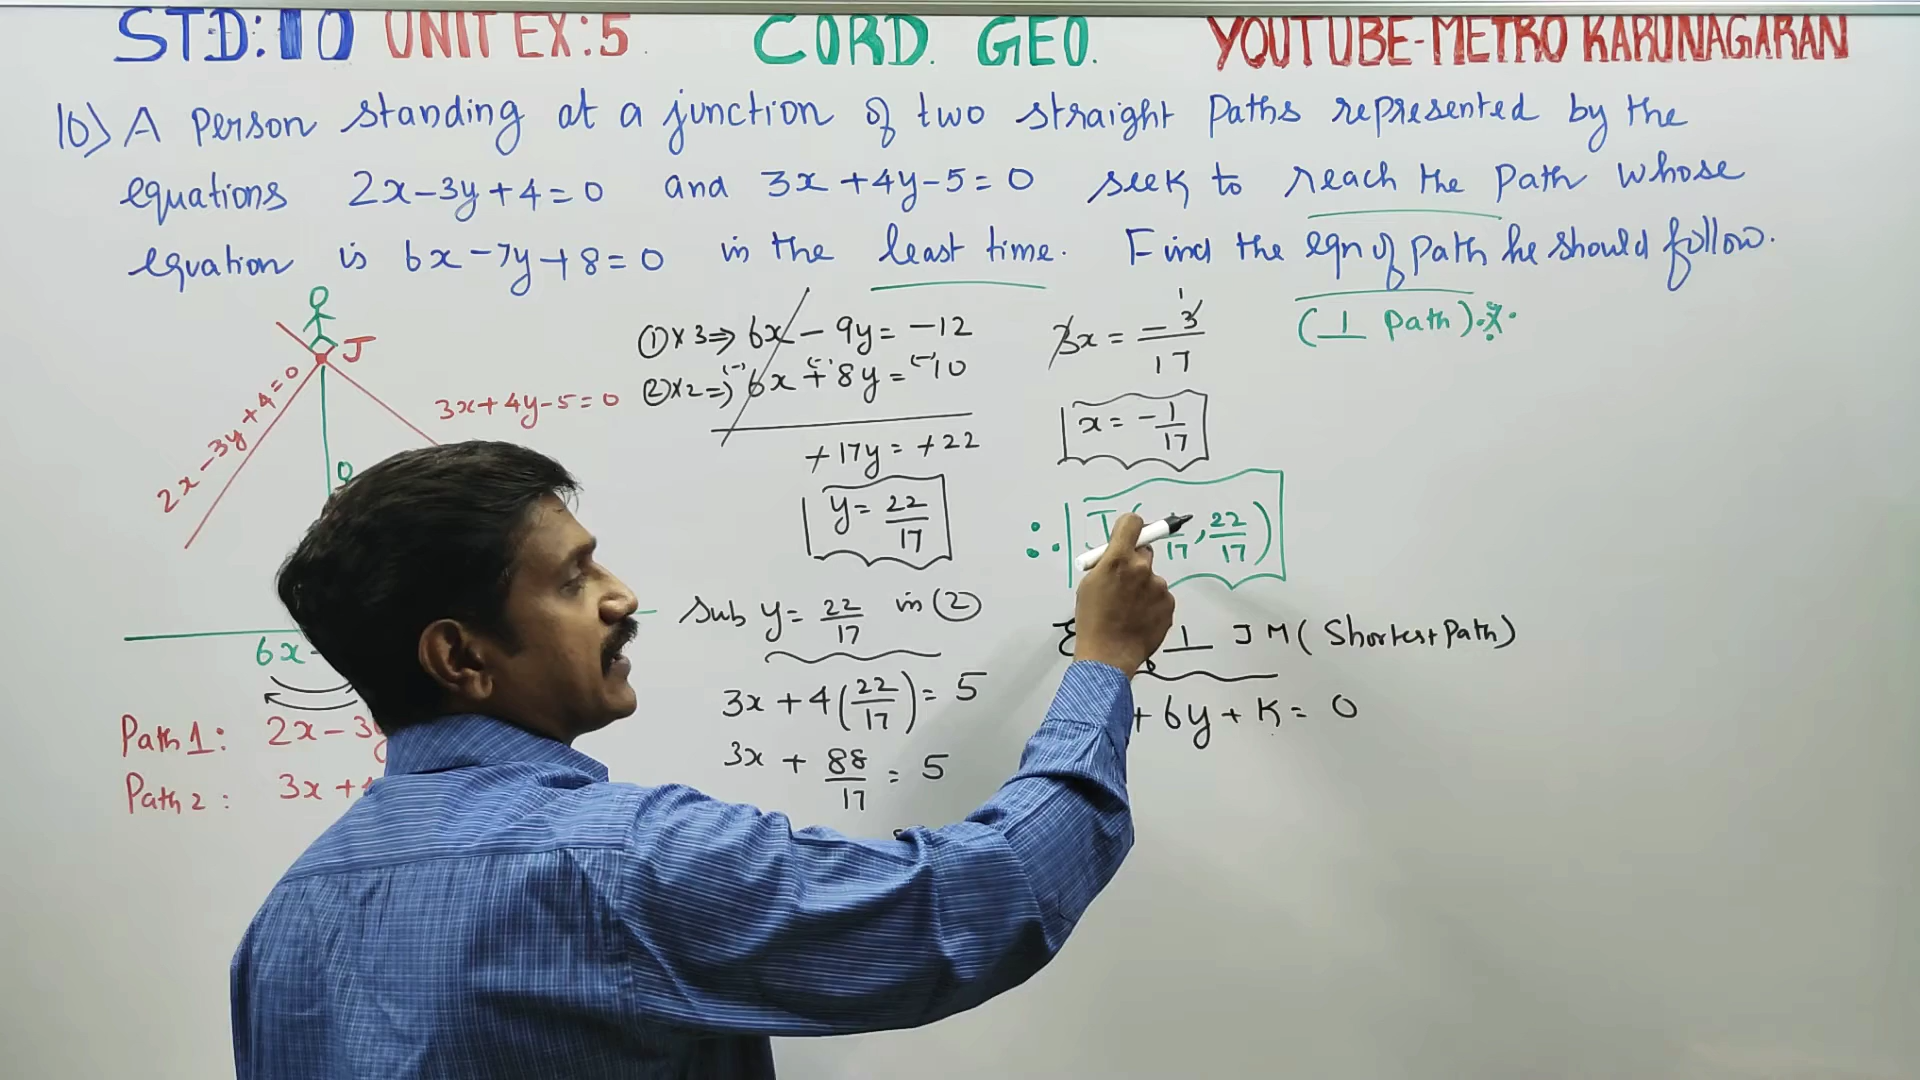 STD:10 UNIT EX:5 CORD. GEO. YOUTUBE-METRO KARUNAGARAN
10) A Person standing at a junction of two straight Paths represented by the
equations 2x-3y+4=0 and 3x+4y-5=0 seek to reach the Path whose
equation is 6x-7y+8=0 in the least time. Find the eqn of path he should follow.
(⊥ Path)
J
2x-3y+4=0
3x+4y-5=0
6x-
Path 1: 2x-3y
Path 2: 3x+
①×3⇒ 6x-9y=-12
②×2⇒ 6x+8y=10
(-) (-) (-)
+17y=+22
y=22/17
Sub y=22/17 in ②
3x+4(22/17)=5
3x+88/17=5
3x=-3/17
1
x=-1/17
∴ J( /17, 22/17)
⊥ JM (Shortest Path)
+6y+K=0